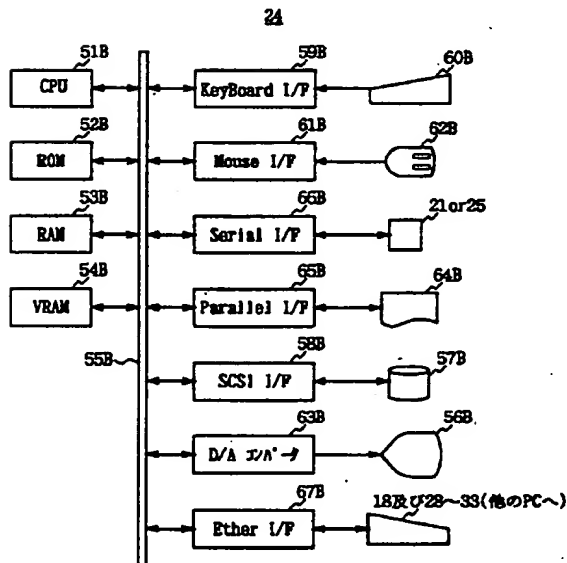 24
51B
CPU
52B
ROM
53B
RAM
54B
VRAM
55B
59B
KeyBoard I/F
60B
61B
Mouse I/F
62B
66B
Serial I/F
21or25
65B
Parallel I/F
64B
58B
SCSI I/F
57B
63B
D/A コンバータ
56B
67B
Ether I/F
18及び28〜33(他のPCへ)